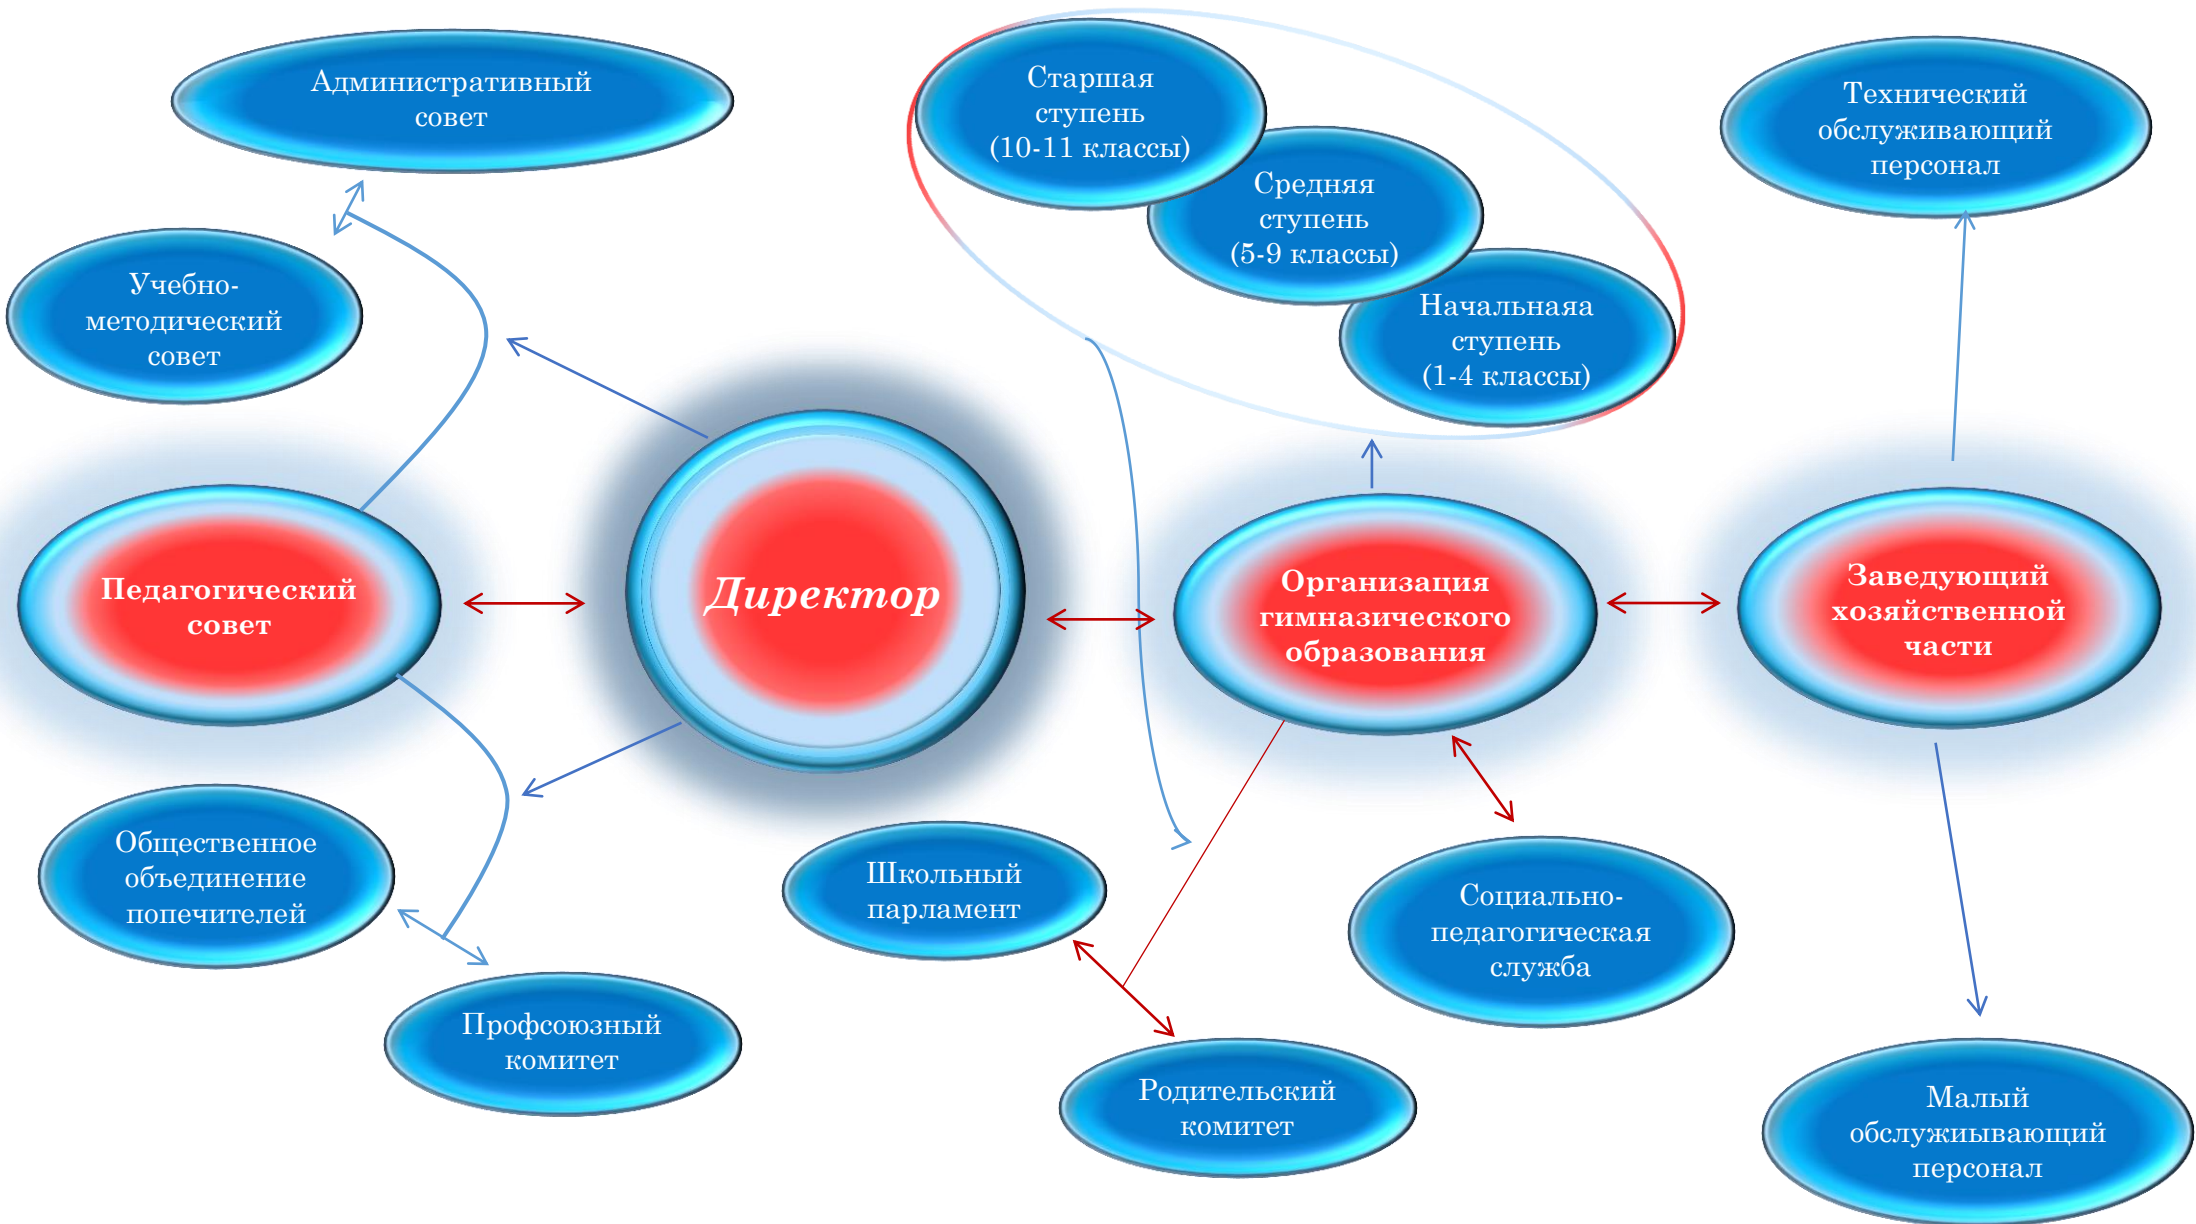 Административный
совет
Старшая
ступень
(10-11 классы)
Средняя
ступень
(5-9 классы)
Начальнаяа
ступень
(1-4 классы)
Технический
обслуживающий
персонал
Учебно-
методический
совет
Педагогический
совет
Директор
Организация
гимназического
образования
Заведующий
хозяйственной
части
Общественное
объединение
попечителей
Профсоюзный
комитет
Школьный
парламент
Родительский
комитет
Социально-
педагогическая
служба
Малый
обслужиывающий
персонал